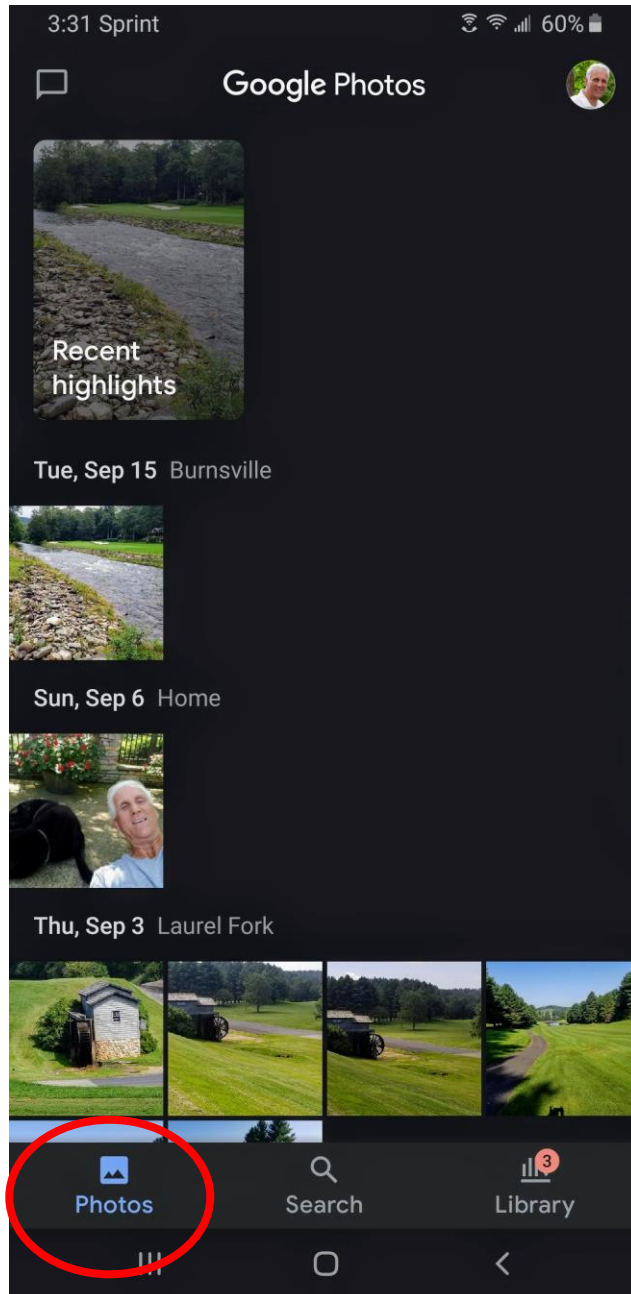 3:31 Sprint 60%
Google Photos
Recent
highlights
Tue, Sep 15 Burnsville
Sun, Sep 6 Home
Thu, Sep 3 Laurel Fork
3
Photos Search Library